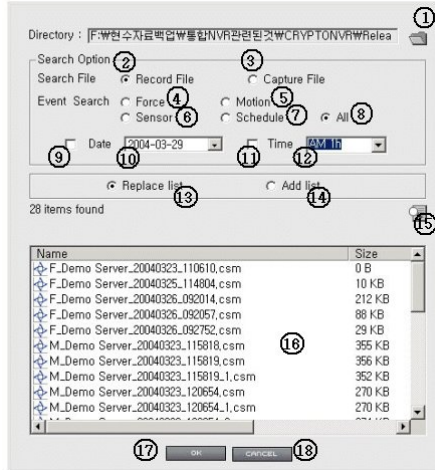 ①
Directory : F:₩현수자료백업₩통합NVR관련된것₩CRYPTONVR₩Relea
Search Option ② ③
Search File Record File Capture File
Event Search Force ④ Motion ⑤
Sensor ⑥ Schedule ⑦ All ⑧
Date 2004-03-29 Time AM 1h
⑨ ⑩ ⑪ ⑫
Replace list Add list
⑬ ⑭
28 items found
⑮
Name Size
F_Demo Server_20040323_110610,csm 0 B
F_Demo Server_20040325_114804,csm 10 KB
F_Demo Server_20040326_092014,csm 212 KB
F_Demo Server_20040326_092057,csm 88 KB
F_Demo Server_20040326_092752,csm 29 KB
M_Demo Server_20040323_115818,csm 355 KB
M_Demo Server_20040323_115819,csm 356 KB
M_Demo Server_20040323_115819_1,csm 352 KB
M_Demo Server_20040323_120654,csm 270 KB
M_Demo Server_20040323_120654_1,csm 270 KB
⑯
⑰ OK CANCEL ⑱